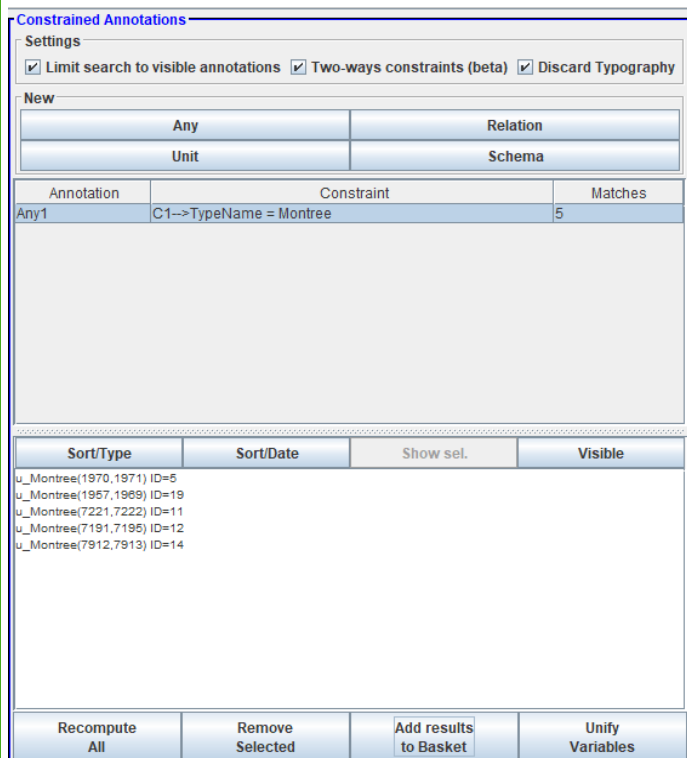 Constrained Annotations
Settings
Limit search to visible annotations Two-ways constraints (beta) Discard Typography
New
Any Relation
Unit Schema
Annotation Constraint Matches
Any1 C1-->TypeName = Montree 5
Sort/Type Sort/Date Show sel. Visible
u_Montree(1970,1971) ID=5
u_Montree(1957,1969) ID=19
u_Montree(7221,7222) ID=11
u_Montree(7191,7195) ID=12
u_Montree(7912,7913) ID=14
Recompute Remove Add results Unify
All Selected to Basket Variables